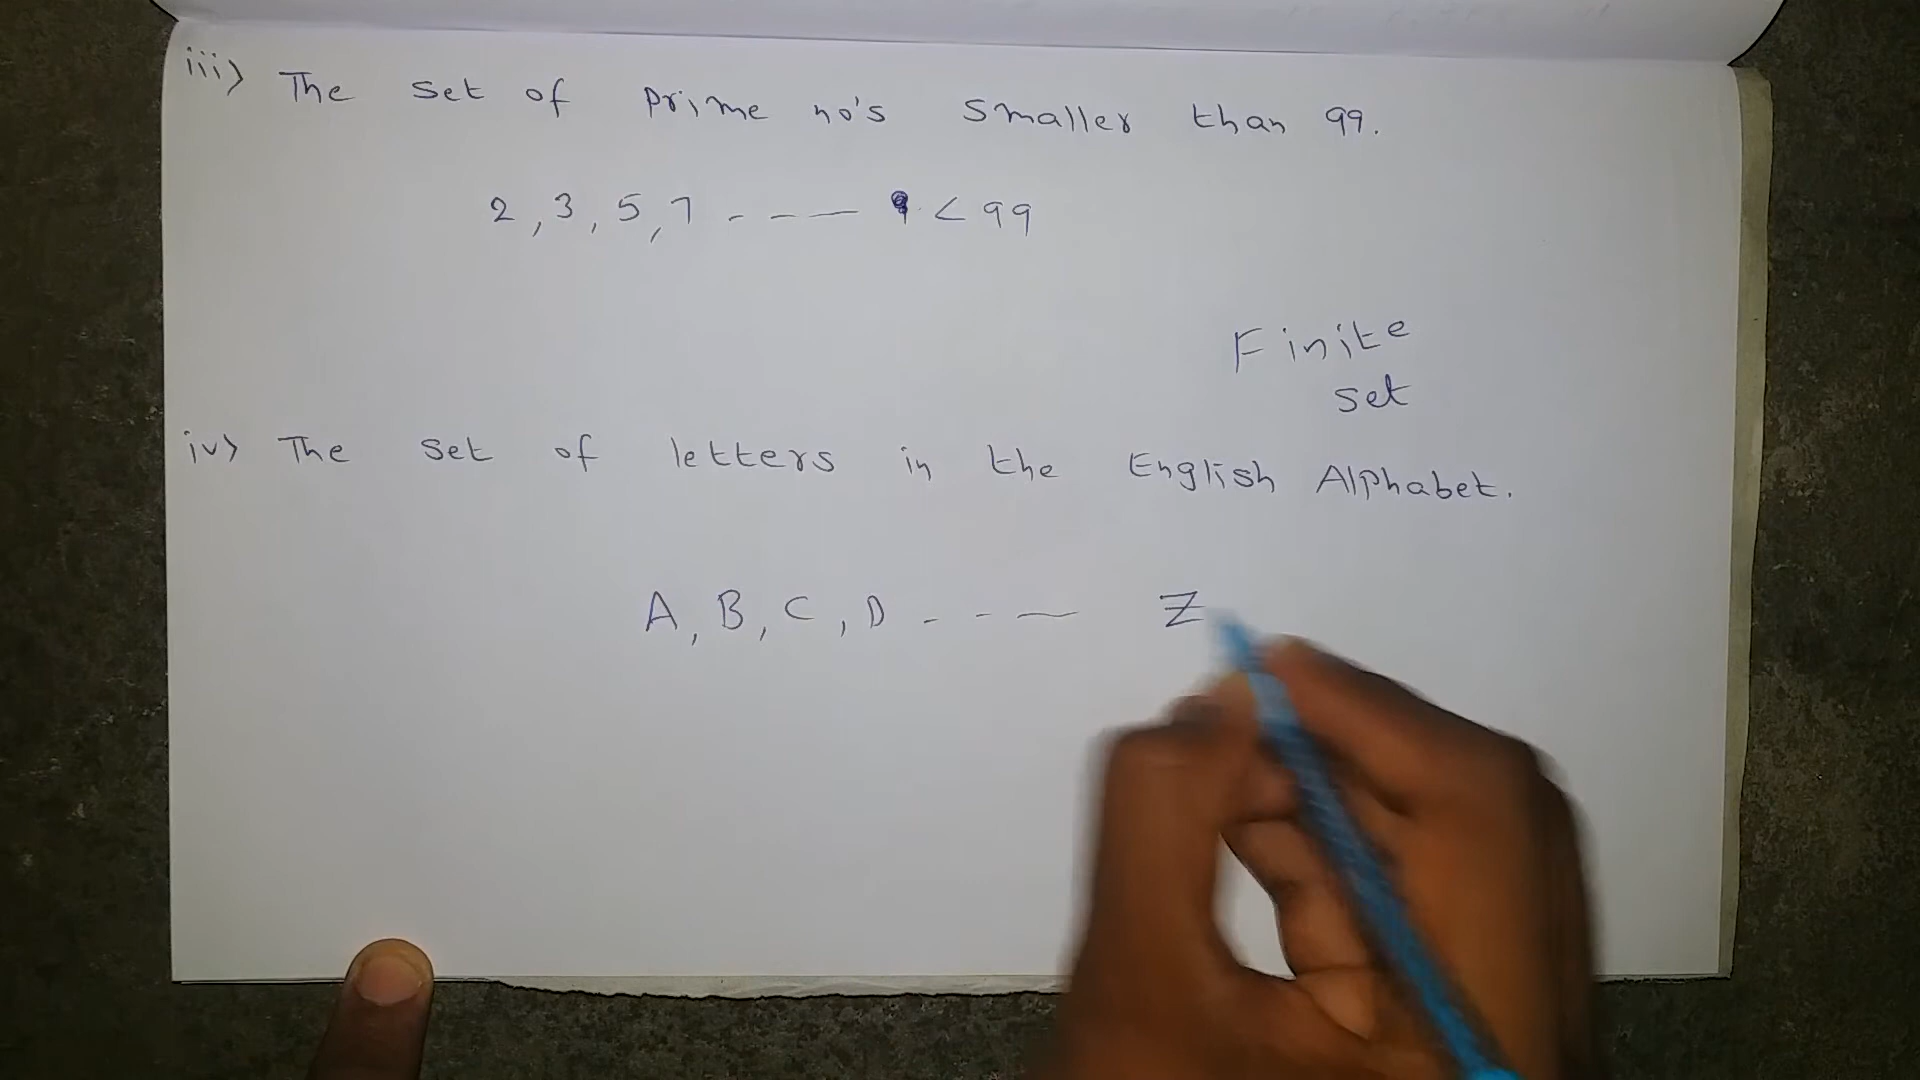 iii) The set of prime no's smaller than 99.
2, 3, 5, 7 - - — < 99
Finite
set
iv) The set of letters in the English Alphabet.
A, B, C, D - - — Z